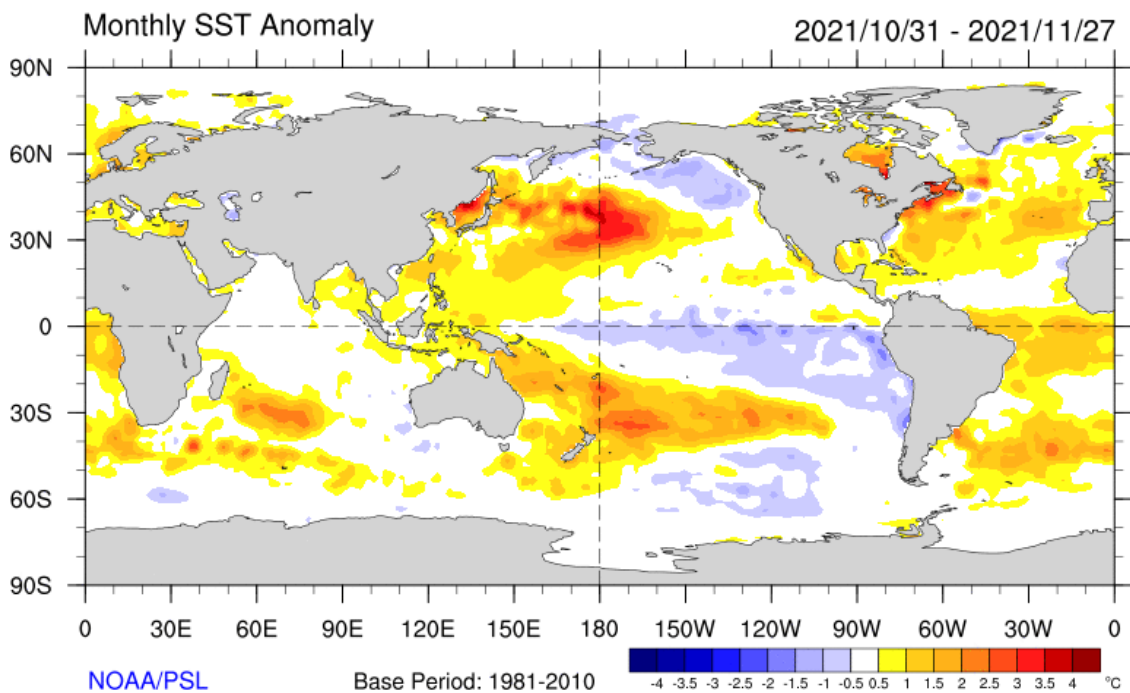 Monthly SST Anomaly 2021/10/31 - 2021/11/27
90N
60N
30N
0
30S
60S
90S
0 30E 60E 90E 120E 150E 180 150W 120W 90W 60W 30W 0
NOAA/PSL Base Period: 1981-2010
-4 -3.5 -3 -2.5 -2 -1.5 -1 -0.5 0.5 1 1.5 2 2.5 3 3.5 4 °C